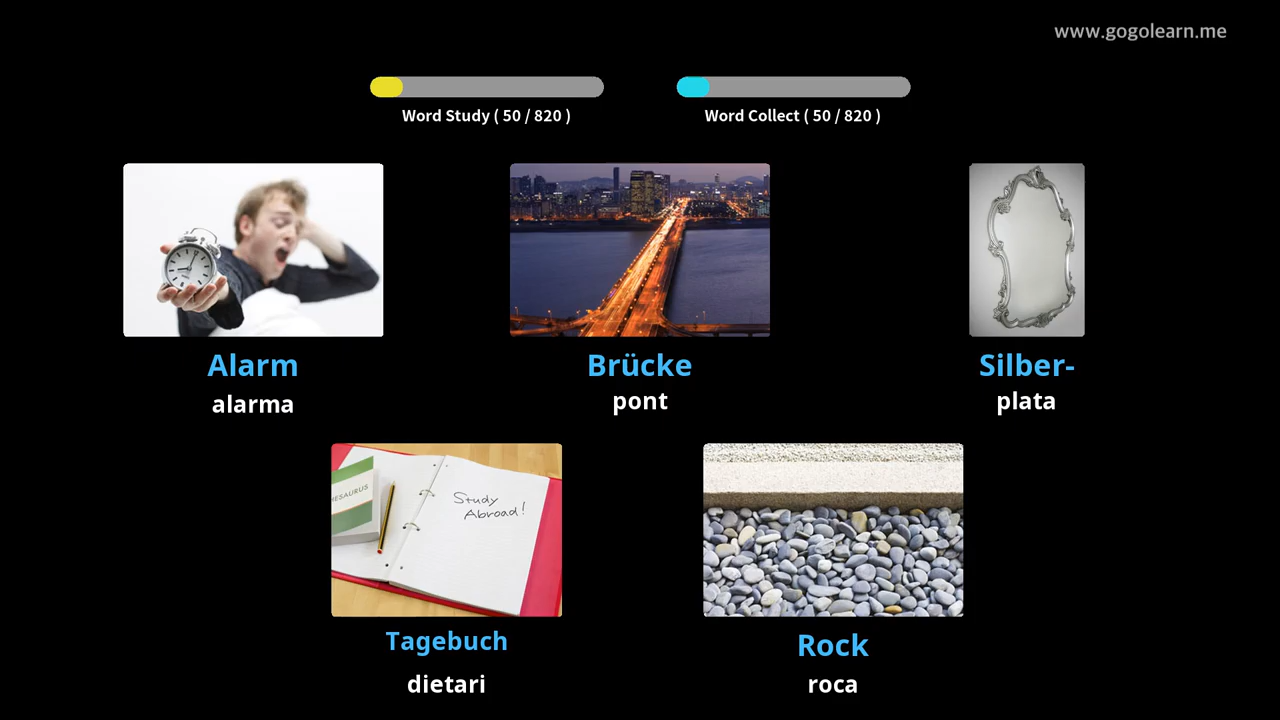 www.gogolearn.me
Word Study ( 50 / 820 )
Word Collect ( 50 / 820 )
Alarm
alarma
Brücke
pont
Silber-
plata
ESAURUS
Study
Abroad!
Tagebuch
dietari
Rock
roca